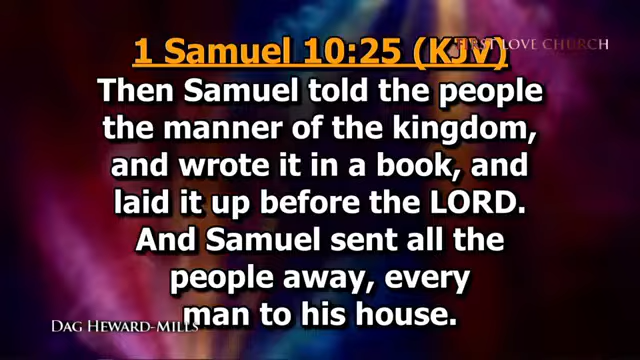 1 Samuel 10:25 (KJV)
FIRST LOVE CHURCH
Then Samuel told the people
the manner of the kingdom,
and wrote it in a book, and
laid it up before the LORD.
And Samuel sent all the
people away, every
man to his house.
DAG HEWARD-MILLS